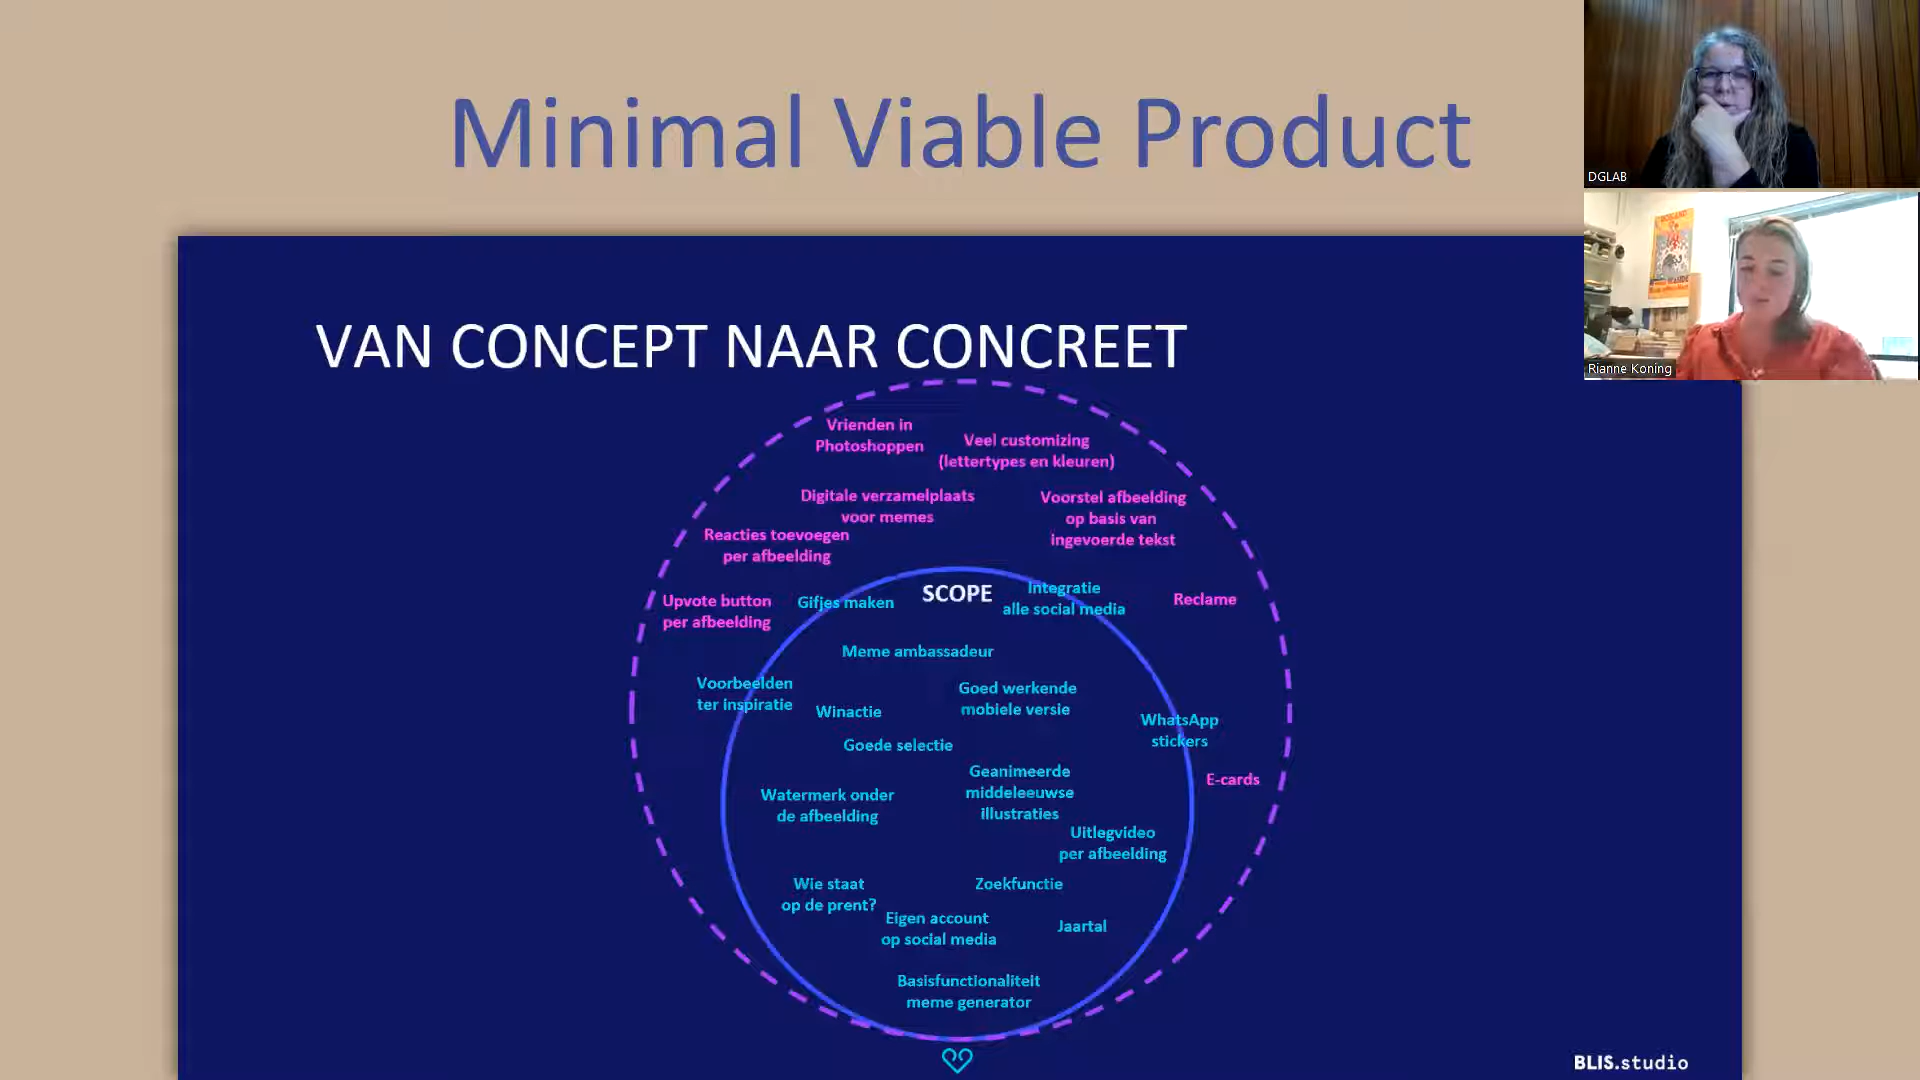 Minimal Viable Product
DGLAB
Rianne Koning
VAN CONCEPT NAAR CONCREET
Vrienden in
Photoshoppen
Veel customizing
(lettertypes en kleuren)
Digitale verzamelplaats
voor memes
Voorstel afbeelding
op basis van
ingevoerde tekst
Reacties toevoegen
per afbeelding
SCOPE
Integratie
alle social media
Upvote button
per afbeelding
Gifjes maken
Reclame
Meme ambassadeur
Voorbeelden
ter inspiratie
Goed werkende
mobiele versie
Winactie
WhatsApp
stickers
Goede selectie
Geanimeerde
middeleeuwse
illustraties
E-cards
Watermerk onder
de afbeelding
Uitlegvideo
per afbeelding
Wie staat
op de prent?
Zoekfunctie
Eigen account
op social media
Jaartal
Basisfunctionaliteit
meme generator
BLIS.studio